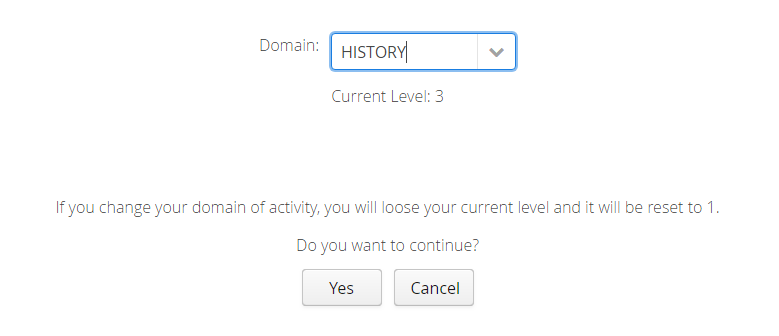 Domain: HISTORY
Current Level: 3
If you change your domain of activity, you will loose your current level and it will be reset to 1.
Do you want to continue?
Yes Cancel